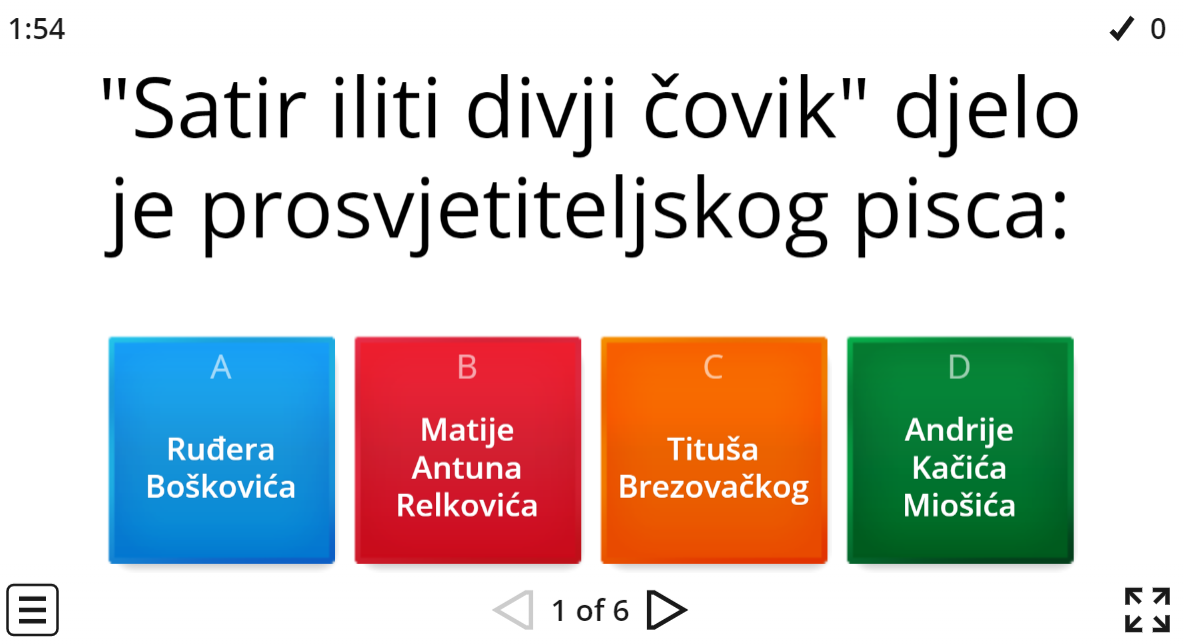 1:54
✓ 0
"Satir iliti divji čovik" djelo
je prosvjetiteljskog pisca:
A
Ruđera
Boškovića
B
Matije
Antuna
Relkovića
C
Tituša
Brezovačkog
D
Andrije
Kačića
Miošića
1 of 6